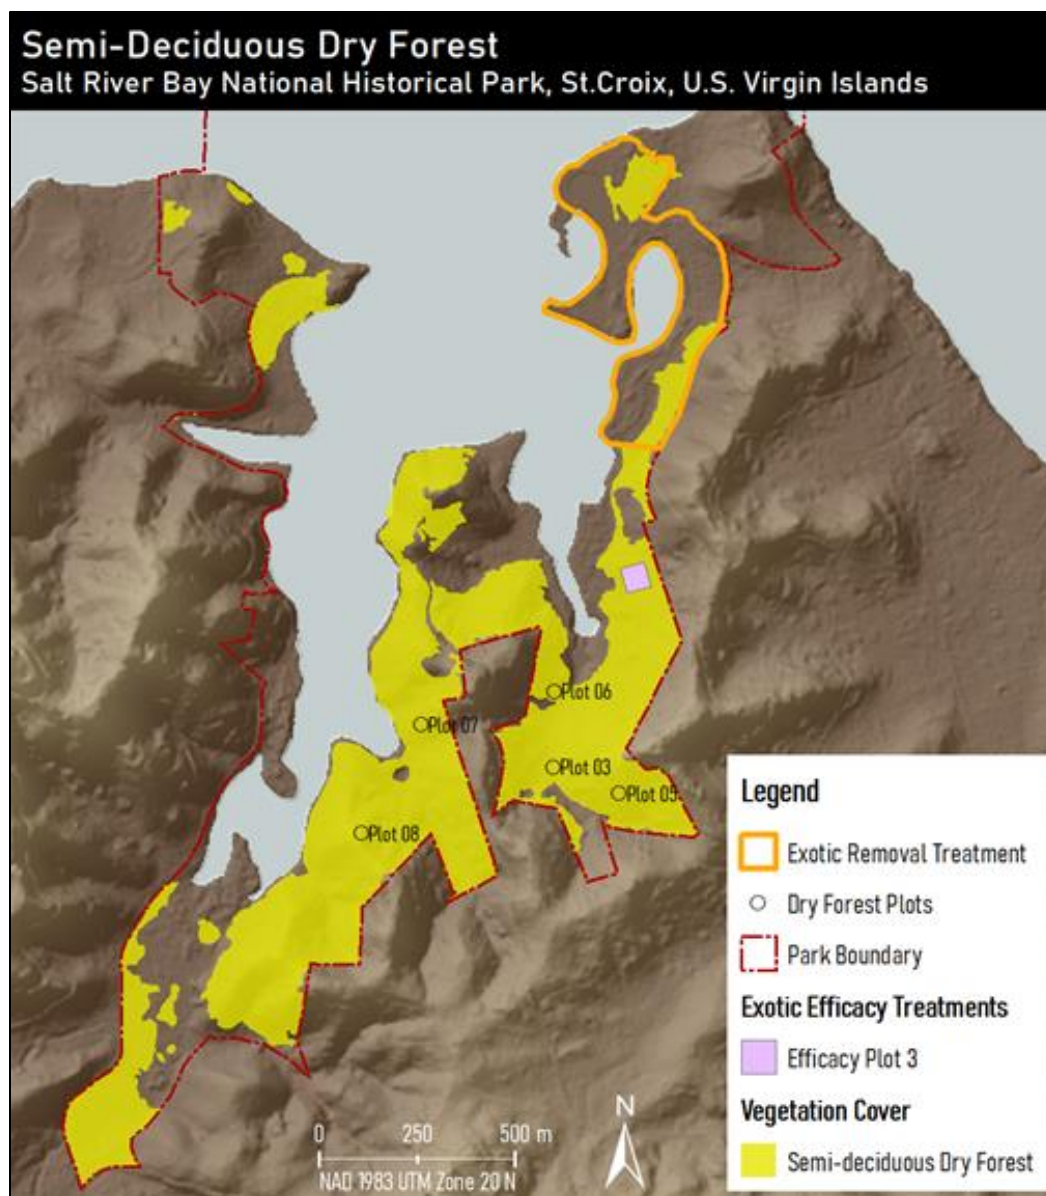 Semi-Deciduous Dry Forest
Salt River Bay National Historical Park, St.Croix, U.S. Virgin Islands
Plot 06
Plot 07
Plot 03
Plot 05
Plot 08
Legend
Exotic Removal Treatment
Dry Forest Plots
Park Boundary
Exotic Efficacy Treatments
Efficacy Plot 3
Vegetation Cover
Semi-deciduous Dry Forest
N
0 250 500 m
NAD 1983 UTM Zone 20 N